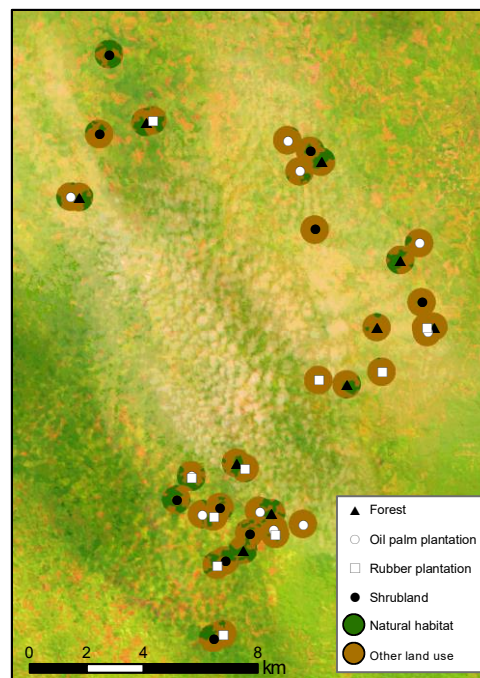 Forest
Oil palm plantation
Rubber plantation
Shrubland
Natural habitat
Other land use
0 2 4 8
km